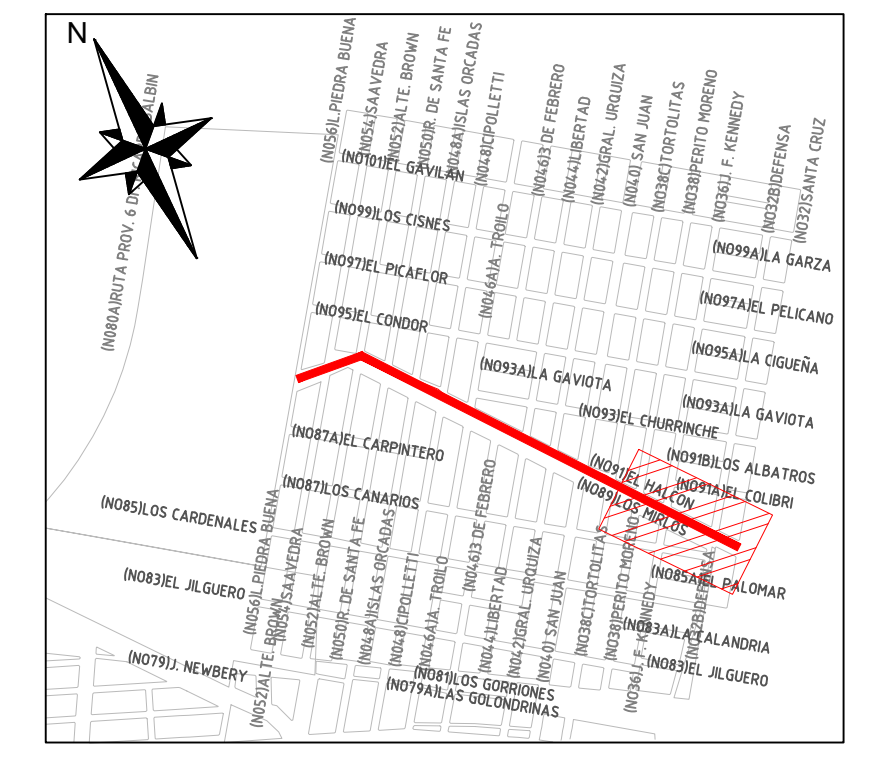 N
(N056)L.PIEDRA BUENA
(N054)SAAVEDRA
(N052)ALTE. BROWN
(N050)R. DE SANTA FE
(N048A)ISLAS ORCADAS
(N048)CIPOLLETTI
(N046)3 DE FEBRERO
(N044)LIBERTAD
(N042)GRAL. URQUIZA
(N040) SAN JUAN
(N038C)TORTOLITAS
(N038)PERITO MORENO
(N036)J. F. KENNEDY
(N032B)DEFENSA
(N032)SANTA CRUZ
(N080A)RUTA PROV. 6
(N0101)EL GAVILAN
(N099)LOS CISNES
(N046A)A. TROILO
(N099A)LA GARZA
(N097)EL PICAFLOR
(N097A)EL PELICANO
(N095)EL CONDOR
(N095A)LA CIGUEÑA
(N093A)LA GAVIOTA
(N093A)LA GAVIOTA
(N093)EL CHURRINCHE
(N087A)EL CARPINTERO
(N091B)LOS ALBATROS
(N091)EL HALCON
(N091A)EL COLIBRI
(N089)LOS MIRLOS
(N087)LOS CANARIOS
(N085)LOS CARDENALES
(N085A)EL PALOMAR
(N083)EL JILGUERO
(N056)L.PIEDRA BUENA
(N054)SAAVEDRA
(N052)ALTE. BROWN
(N050)R. DE SANTA FE
(N048A)ISLAS ORCADAS
(N048)CIPOLLETTI
(N046A)A. TROILO
(N046)3 DE FEBRERO
(N044)LIBERTAD
(N042)GRAL. URQUIZA
(N040) SAN JUAN
(N038C)TORTOLITAS
(N038)PERITO MORENO
(N036)J. F. KENNEDY
(N032B)DEFENSA
(N083A)LA CALANDRIA
(N083)EL JILGUERO
(N052)ALTE. BROWN
(N079)J. NEWBERY
(N081)LOS GORRIONES
(N079A)LAS GOLONDRINAS